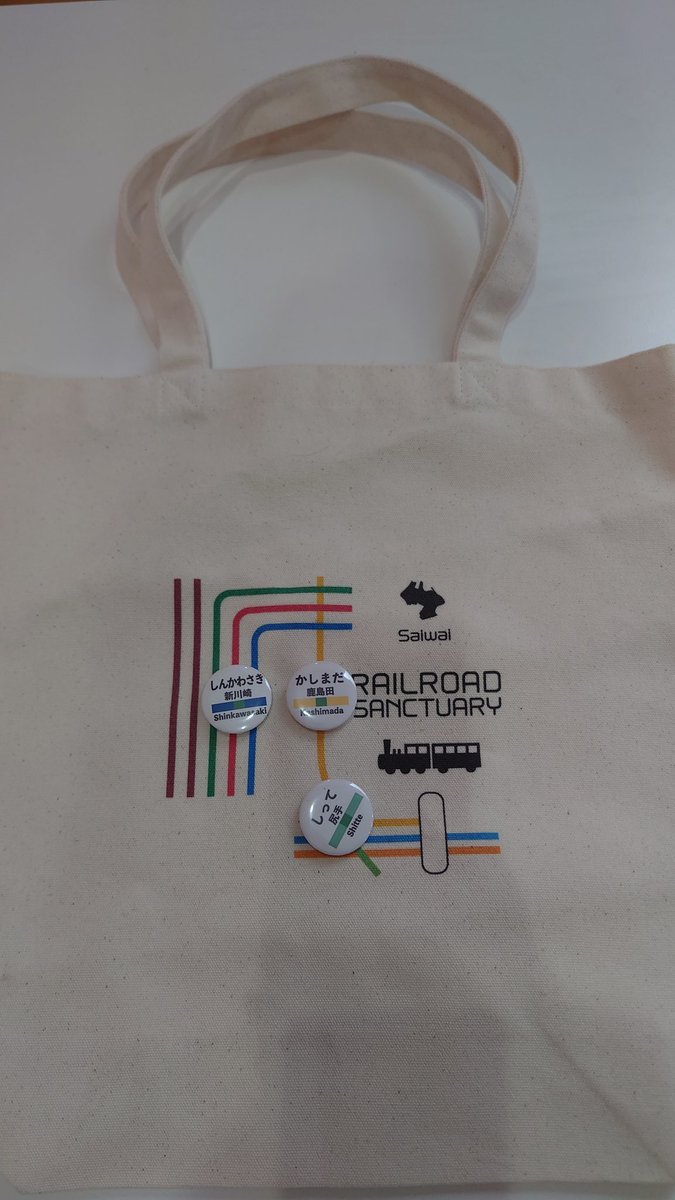 Saiwai
しんかわさき
新川崎
Shinkawasaki
かしまだ
鹿島田
Kashimada
RAILROAD
SANCTUARY
しって
尻手
Shitte